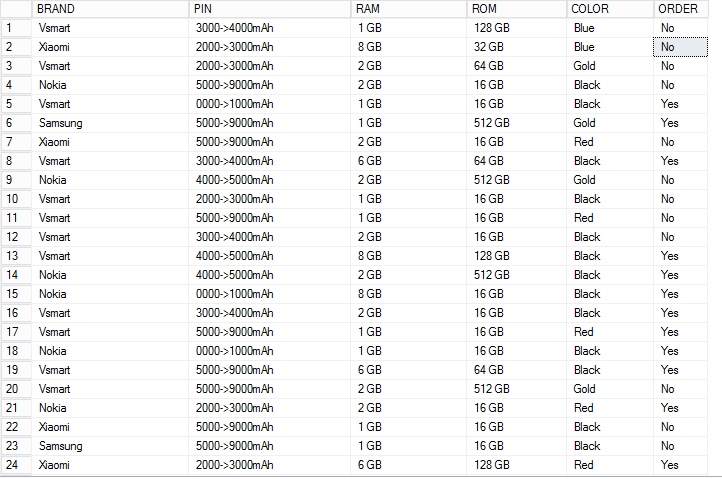 BRAND PIN RAM ROM COLOR ORDER
1 Vsmart 3000->4000mAh 1 GB 128 GB Blue No
2 Xiaomi 2000->3000mAh 8 GB 32 GB Blue No
3 Vsmart 2000->3000mAh 2 GB 64 GB Gold No
4 Nokia 5000->9000mAh 2 GB 16 GB Black No
5 Vsmart 0000->1000mAh 1 GB 16 GB Black Yes
6 Samsung 5000->9000mAh 1 GB 512 GB Gold Yes
7 Xiaomi 5000->9000mAh 2 GB 16 GB Red No
8 Vsmart 3000->4000mAh 6 GB 64 GB Black Yes
9 Nokia 4000->5000mAh 2 GB 512 GB Gold No
10 Vsmart 2000->3000mAh 1 GB 16 GB Black No
11 Vsmart 5000->9000mAh 1 GB 16 GB Red No
12 Vsmart 3000->4000mAh 2 GB 16 GB Black No
13 Vsmart 4000->5000mAh 8 GB 128 GB Black Yes
14 Nokia 4000->5000mAh 2 GB 512 GB Black Yes
15 Nokia 0000->1000mAh 8 GB 16 GB Black Yes
16 Vsmart 3000->4000mAh 2 GB 16 GB Black Yes
17 Vsmart 5000->9000mAh 1 GB 16 GB Red Yes
18 Nokia 0000->1000mAh 1 GB 16 GB Black Yes
19 Vsmart 5000->9000mAh 6 GB 64 GB Black Yes
20 Vsmart 5000->9000mAh 2 GB 512 GB Gold No
21 Nokia 2000->3000mAh 2 GB 16 GB Red Yes
22 Xiaomi 5000->9000mAh 1 GB 16 GB Black No
23 Samsung 5000->9000mAh 1 GB 16 GB Black No
24 Xiaomi 2000->3000mAh 6 GB 128 GB Red Yes